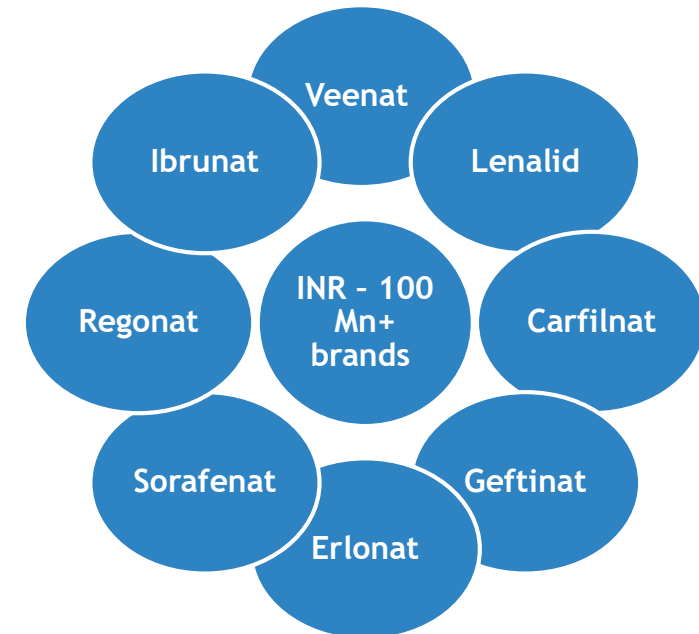 Veenat
Ibrunat
Lenalid
INR – 100
Mn+
brands
Regonat
Carfilnat
Sorafenat
Geftinat
Erlonat